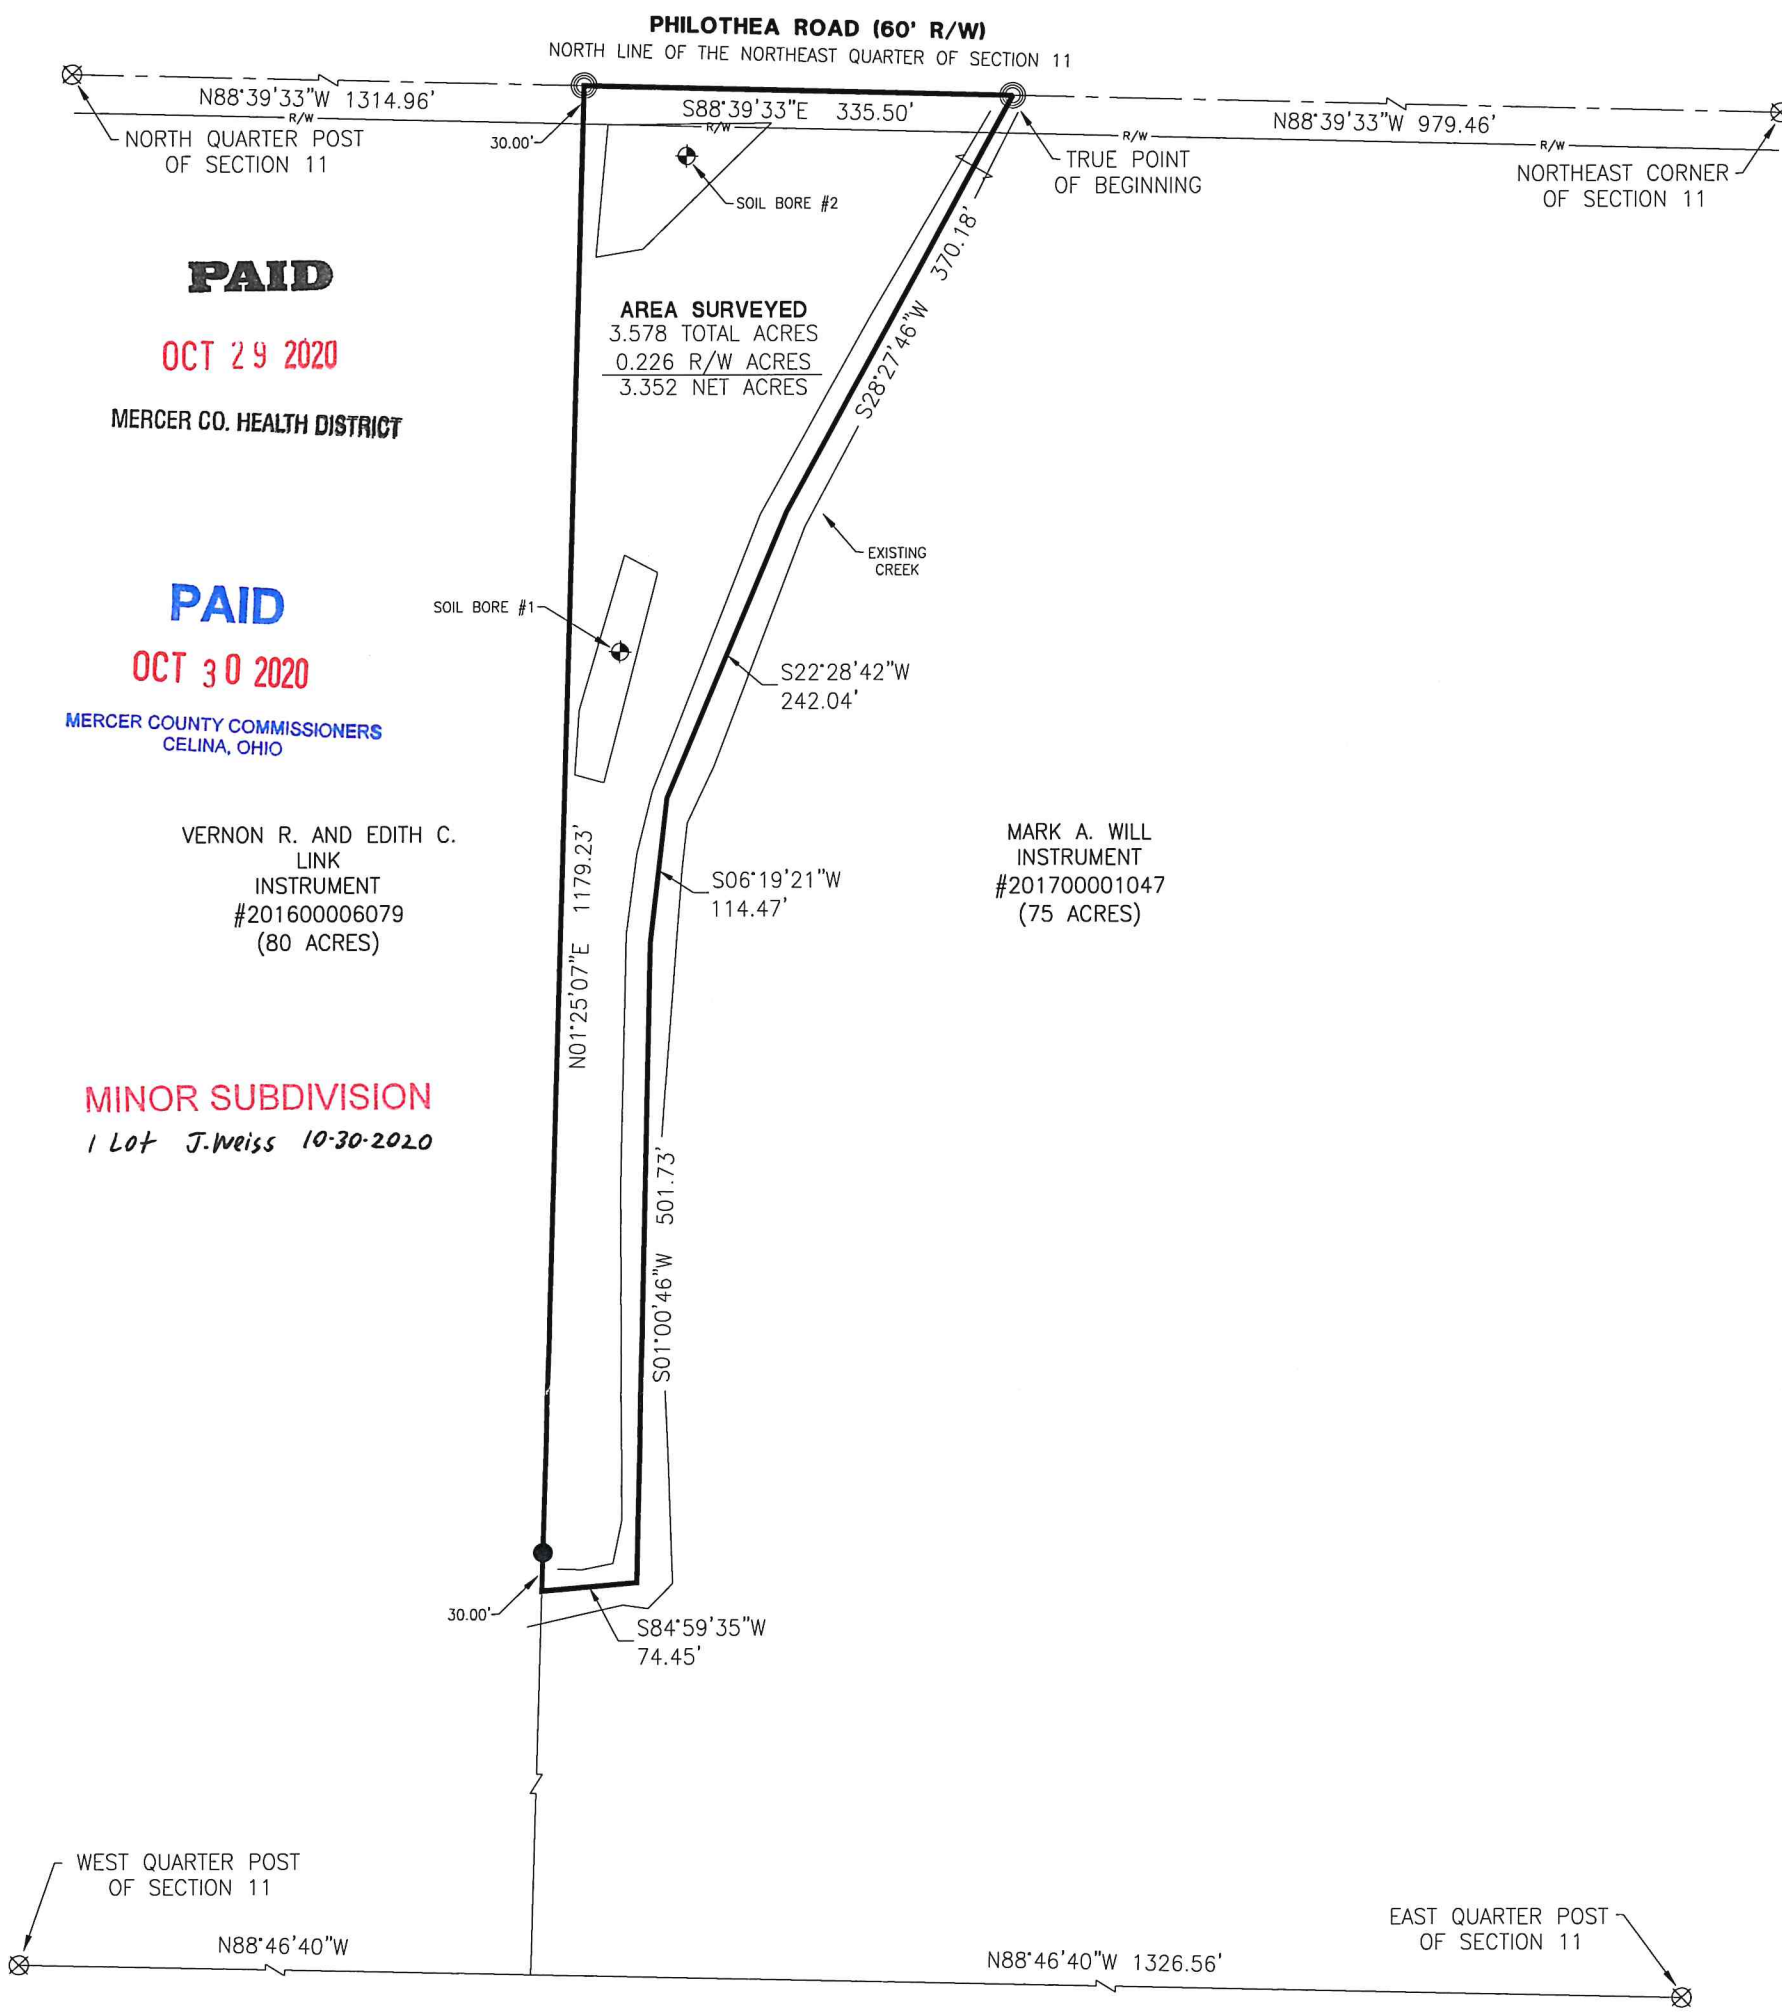 PHILOTHEA ROAD (60' R/W)
NORTH LINE OF THE NORTHEAST QUARTER OF SECTION 11
N88°39'33"W 1314.96'
S88°39'33"E 335.50'
N88°39'33"W 979.46'
R/W
R/W
R/W
R/W
NORTH QUARTER POST
OF SECTION 11
30.00'
TRUE POINT
OF BEGINNING
NORTHEAST CORNER
OF SECTION 11
SOIL BORE #2
S28°27'46"W 370.18'
PAID
OCT 29 2020
MERCER CO. HEALTH DISTRICT
AREA SURVEYED
3.578 TOTAL ACRES
0.226 R/W ACRES
3.352 NET ACRES
EXISTING
CREEK
PAID
OCT 30 2020
MERCER COUNTY COMMISSIONERS
CELINA, OHIO
SOIL BORE #1
S22°28'42"W
242.04'
VERNON R. AND EDITH C.
LINK
INSTRUMENT
#201600006079
(80 ACRES)
N01°25'07"E 1179.23'
S06°19'21"W
114.47'
MARK A. WILL
INSTRUMENT
#201700001047
(75 ACRES)
MINOR SUBDIVISION
1 Lot J.Weiss 10-30-2020
S01°00'46"W 501.73'
30.00'
S84°59'35"W
74.45'
WEST QUARTER POST
OF SECTION 11
N88°46'40"W
N88°46'40"W 1326.56'
EAST QUARTER POST
OF SECTION 11